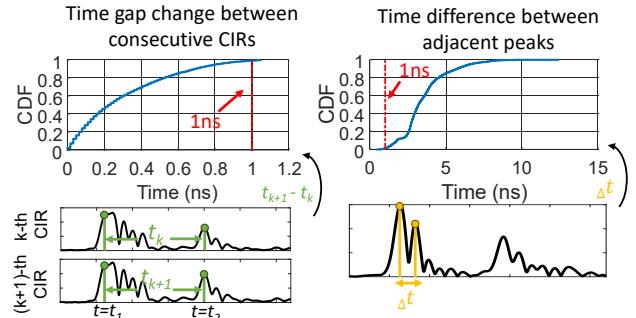 Time gap change between
consecutive CIRs
CDF
1
0.8
0.6
0.4
0.2
0
1ns
0 0.2 0.4 0.6 0.8 1 1.2
Time (ns)
t_{k+1} - t_k
k-th
CIR
t_k
(k+1)-th
CIR
t_{k+1}
t=t_1
Time difference between
adjacent peaks
CDF
1
0.8
0.6
0.4
0.2
0
1ns
0 5 10 15
Time (ns)
Δt
Δt